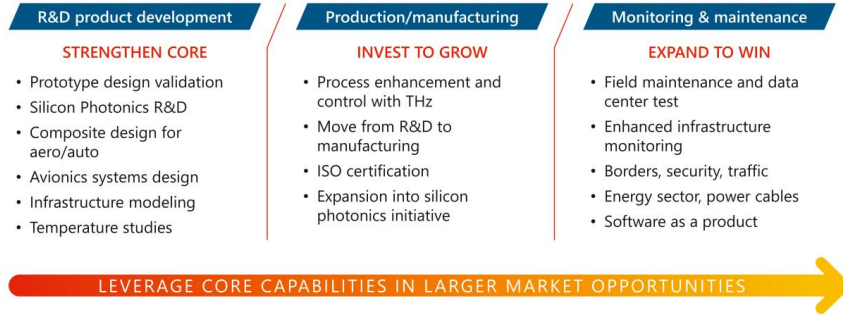 R&D product development
STRENGTHEN CORE
• Prototype design validation
• Silicon Photonics R&D
• Composite design for
aero/auto
• Avionics systems design
• Infrastructure modeling
• Temperature studies
Production/manufacturing
INVEST TO GROW
• Process enhancement and
control with THz
• Move from R&D to
manufacturing
• ISO certification
• Expansion into silicon
photonics initiative
Monitoring & maintenance
EXPAND TO WIN
• Field maintenance and data
center test
• Enhanced infrastructure
monitoring
• Borders, security, traffic
• Energy sector, power cables
• Software as a product
LEVERAGE CORE CAPABILITIES IN LARGER MARKET OPPORTUNITIES